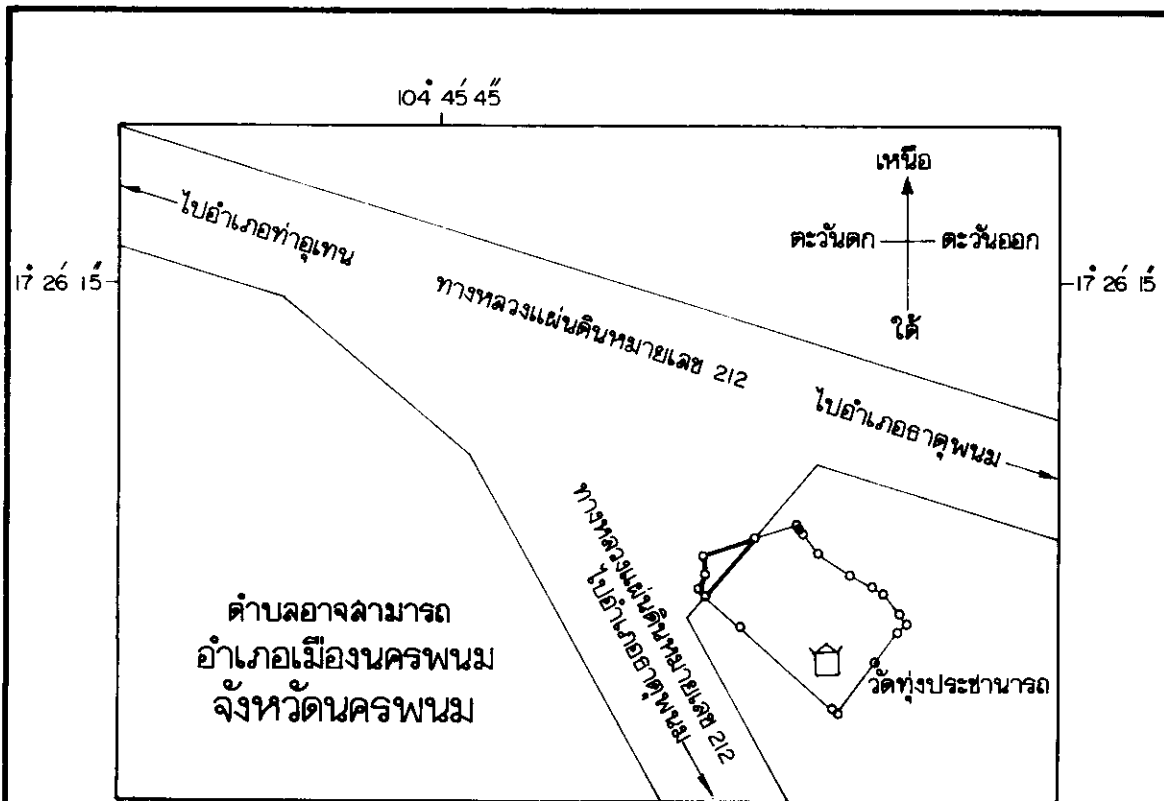 104° 45′ 45″
เหนือ
ไปอำเภอท่าอุเทน
ตะวันตก ตะวันออก
17° 26′ 15″
17° 26′ 15″
ทางหลวงแผ่นดินหมายเลข 212
ใต้
ไปอำเภอธาตุพนม
ทางหลวงแผ่นดินหมายเลข 212
ไปอำเภอธาตุพนม
ตำบลอาจสามารถ
อำเภอเมืองนครพนม
จังหวัดนครพนม
วัดทุ่งประชานารถ